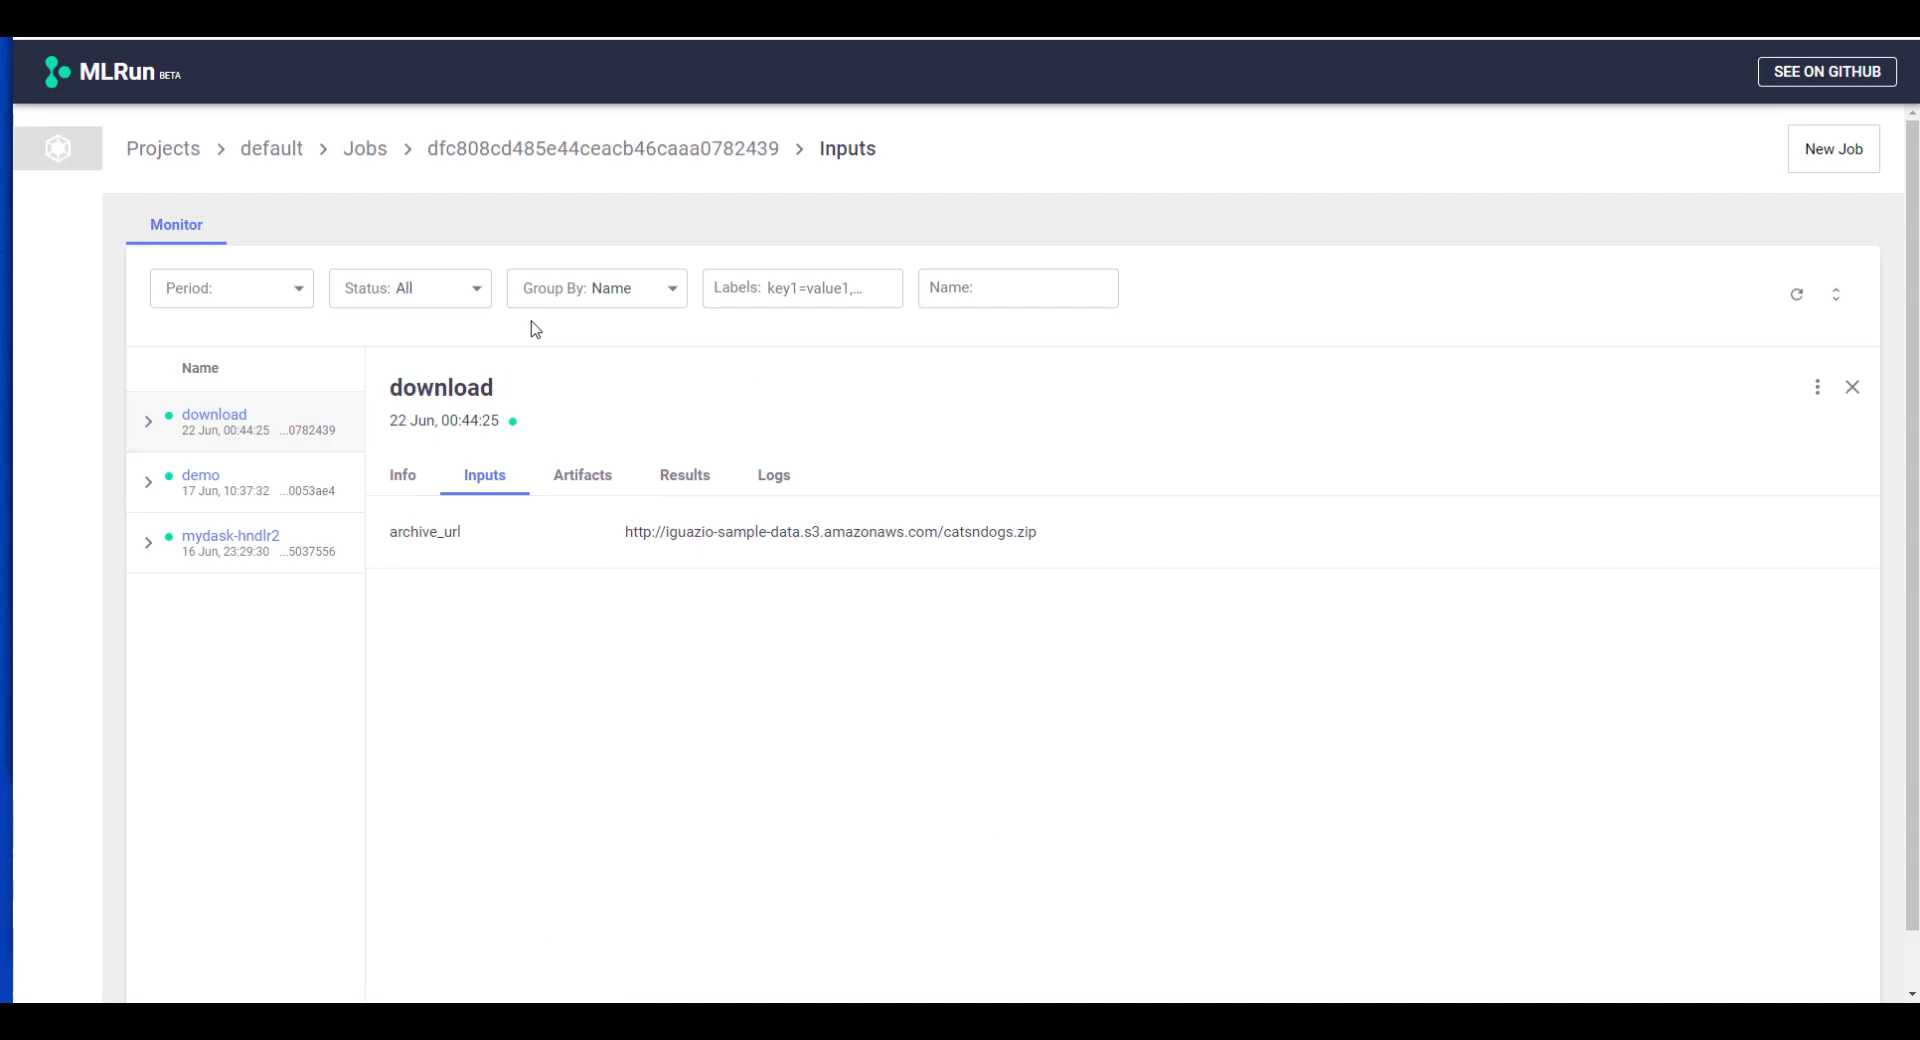 MLRun BETA
SEE ON GITHUB
Projects > default > Jobs > dfc808cd485e44ceacb46caaa0782439 > Inputs
New Job
Monitor
Period:
Status: All
Group By: Name
Labels: key1=value1,...
Name:
Name
download
22 Jun, 00:44:25 ...0782439
demo
17 Jun, 10:37:32 ...0053ae4
mydask-hndlr2
16 Jun, 23:29:30 ...5037556
download
22 Jun, 00:44:25
Info Inputs Artifacts Results Logs
archive_url http://iguazio-sample-data.s3.amazonaws.com/catsndogs.zip